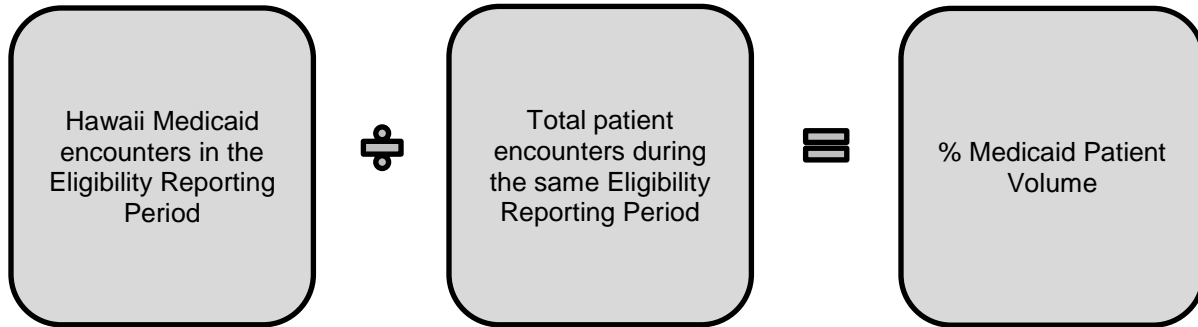 Hawaii Medicaid
encounters in the
Eligibility Reporting
Period
÷
Total patient
encounters during
the same Eligibility
Reporting Period
=
% Medicaid Patient
Volume